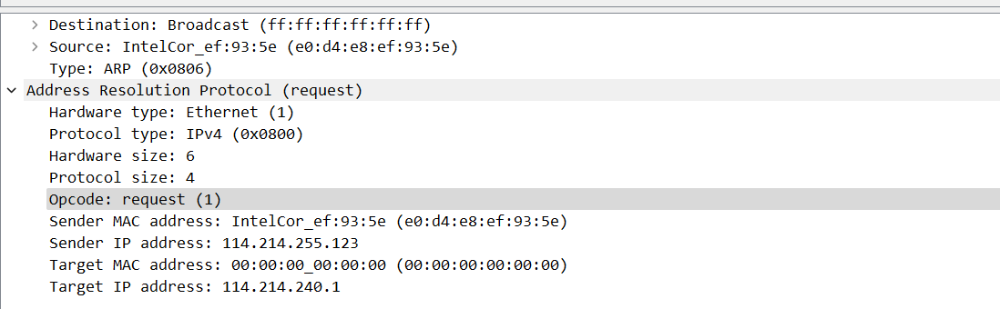 Destination: Broadcast (ff:ff:ff:ff:ff:ff)
Source: IntelCor_ef:93:5e (e0:d4:e8:ef:93:5e)
Type: ARP (0x0806)
Address Resolution Protocol (request)
Hardware type: Ethernet (1)
Protocol type: IPv4 (0x0800)
Hardware size: 6
Protocol size: 4
Opcode: request (1)
Sender MAC address: IntelCor_ef:93:5e (e0:d4:e8:ef:93:5e)
Sender IP address: 114.214.255.123
Target MAC address: 00:00:00_00:00:00 (00:00:00:00:00:00)
Target IP address: 114.214.240.1